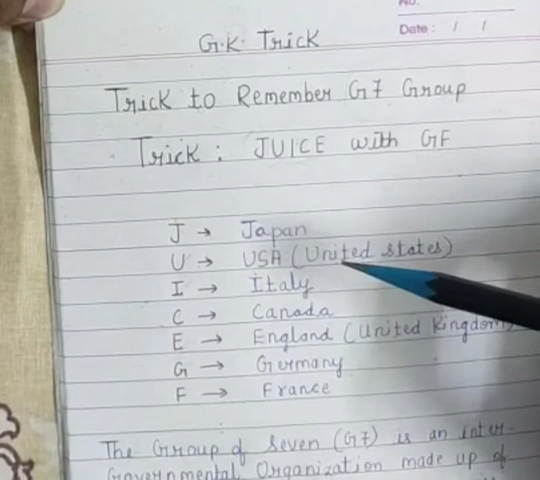 No.
Date: / /
G.K. Trick
Trick to Remember G7 Group
Trick: JUICE with GF
J → Japan
U → USA (United States)
I → Italy
C → Canada
E → England (United Kingdom)
G → Germany
F → France
The Group of Seven (G7) is an inter-
Governmental Organization made up of